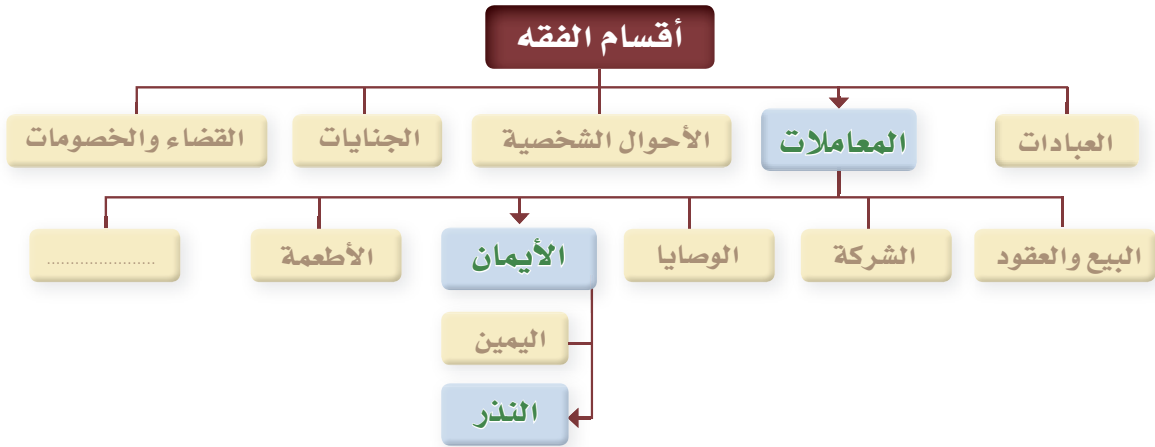 أقسام الفقه
العبادات
المعاملات
الأحوال الشخصية
الجنايات
القضاء والخصومات
البيع والعقود
الشركة
الوصايا
الأيمان
الأطعمة
.......................
اليمين
النذر